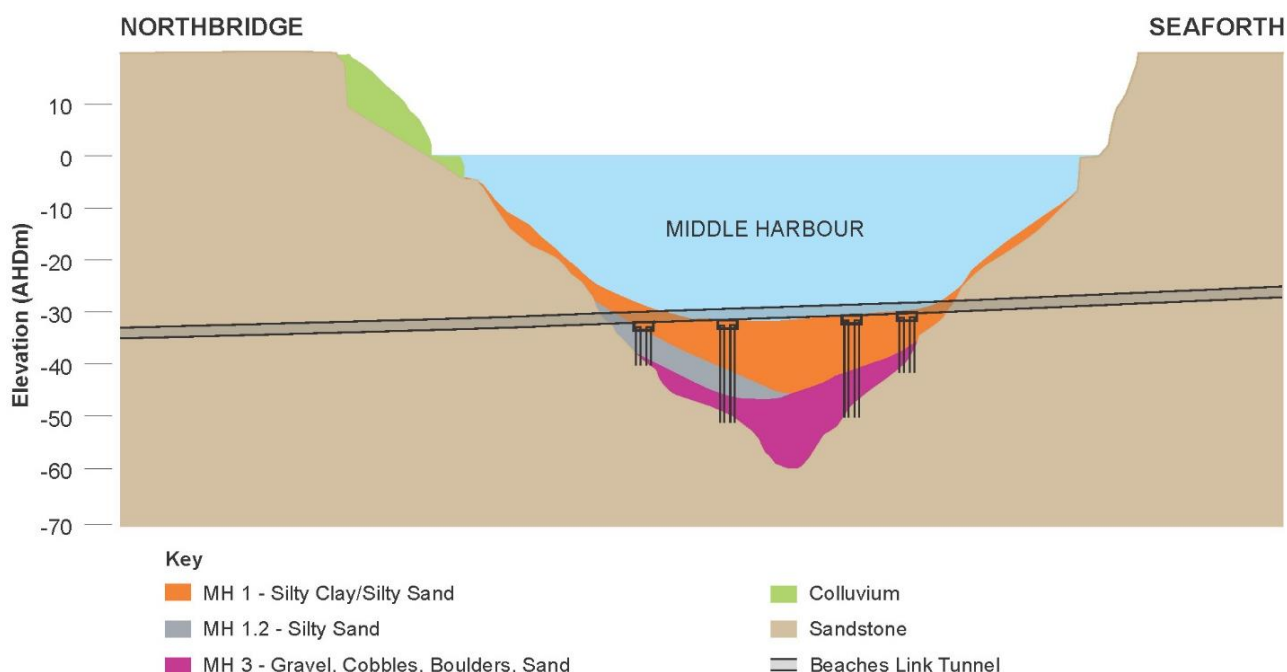 NORTHBRIDGE
SEAFORTH
10
0
-10
-20
-30
-40
-50
-60
-70
Elevation (AHDm)
MIDDLE HARBOUR
Key
MH 1 - Silty Clay/Silty Sand
MH 1.2 - Silty Sand
MH 3 - Gravel, Cobbles, Boulders, Sand
Colluvium
Sandstone
Beaches Link Tunnel